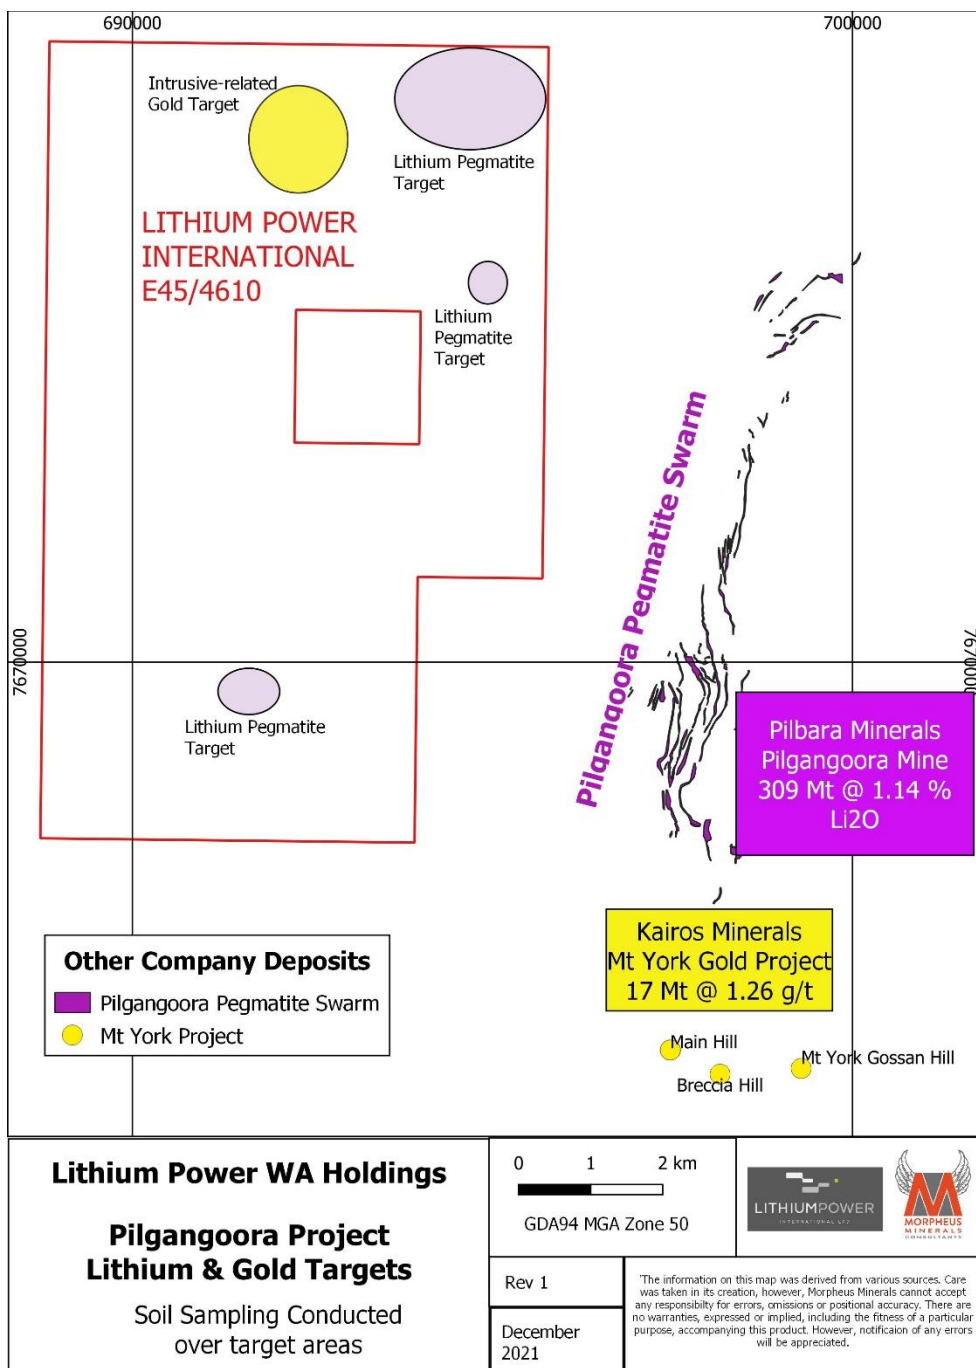 690000
700000
Intrusive-related
Gold Target
Lithium Pegmatite
Target
LITHIUM POWER
INTERNATIONAL
E45/4610
Lithium
Pegmatite
Target
Pilgangoora Pegmatite Swarm
7670000
7670000
Lithium Pegmatite
Target
Pilbara Minerals
Pilgangoora Mine
309 Mt @ 1.14 %
Li2O
Kairos Minerals
Mt York Gold Project
17 Mt @ 1.26 g/t
Other Company Deposits
Pilgangoora Pegmatite Swarm
Mt York Project
Main Hill
Mt York Gossan Hill
Breccia Hill
Lithium Power WA Holdings
Pilgangoora Project
Lithium & Gold Targets
Soil Sampling Conducted
over target areas
0 1 2 km
GDA94 MGA Zone 50
Rev 1
December
2021
LITHIUMPOWER
INTERNATIONAL LTD
MORPHEUS
MINERALS
CONSULTANTS
'The information on this map was derived from various sources. Care
was taken in its creation, however, Morpheus Minerals cannot accept
any responsibilty for errors, omissions or positional accuracy. There are
no warranties, expressed or implied, including the fitness of a particular
purpose, accompanying this product. However, notificaion of any errors
will be appreciated.